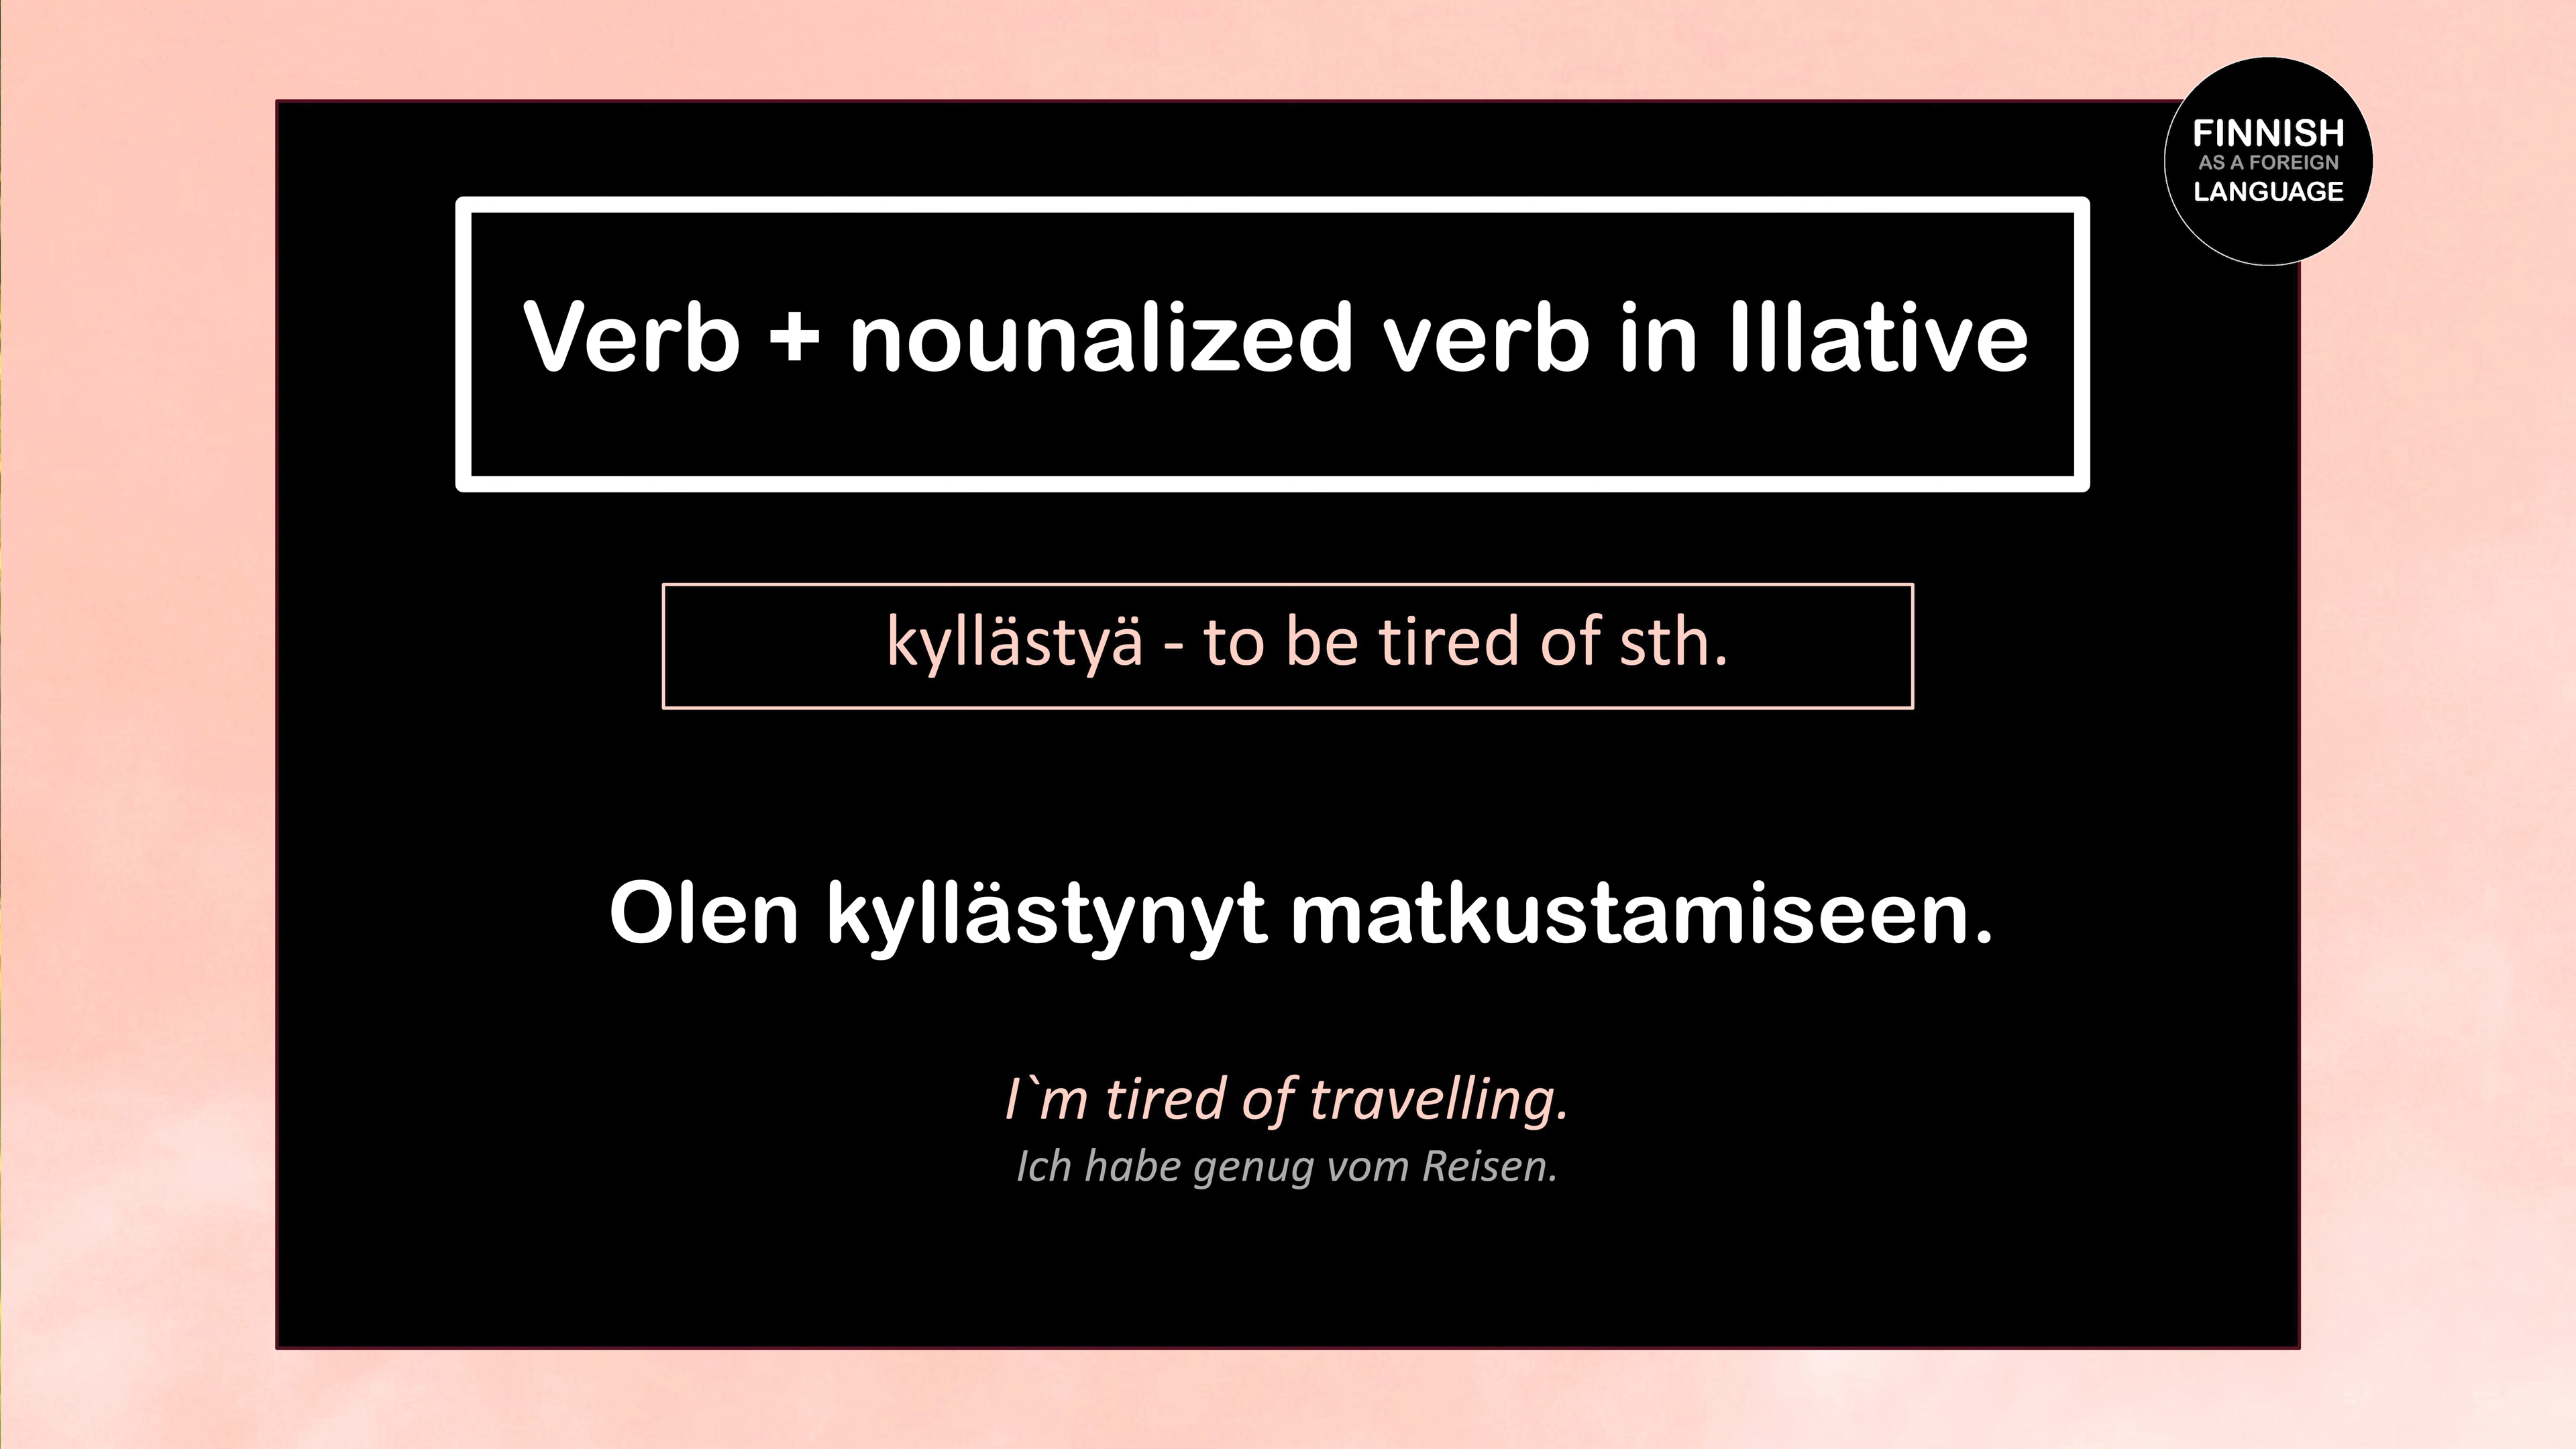 FINNISH
AS A FOREIGN
LANGUAGE
Verb + nounalized verb in Illative
kyllästyä - to be tired of sth.
Olen kyllästynyt matkustamiseen.
I`m tired of travelling.
Ich habe genug vom Reisen.